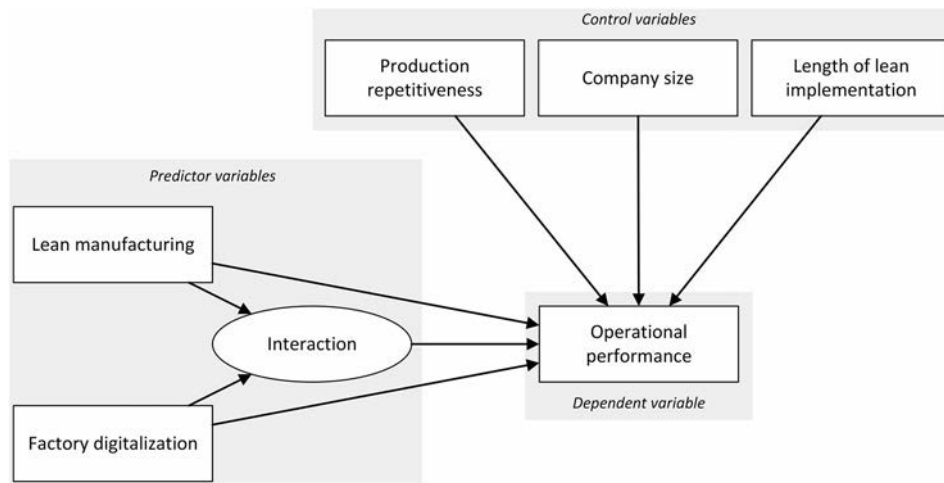 Control variables
Production
repetitiveness
Company size
Length of lean
implementation
Predictor variables
Lean manufacturing
Interaction
Factory digitalization
Operational
performance
Dependent variable